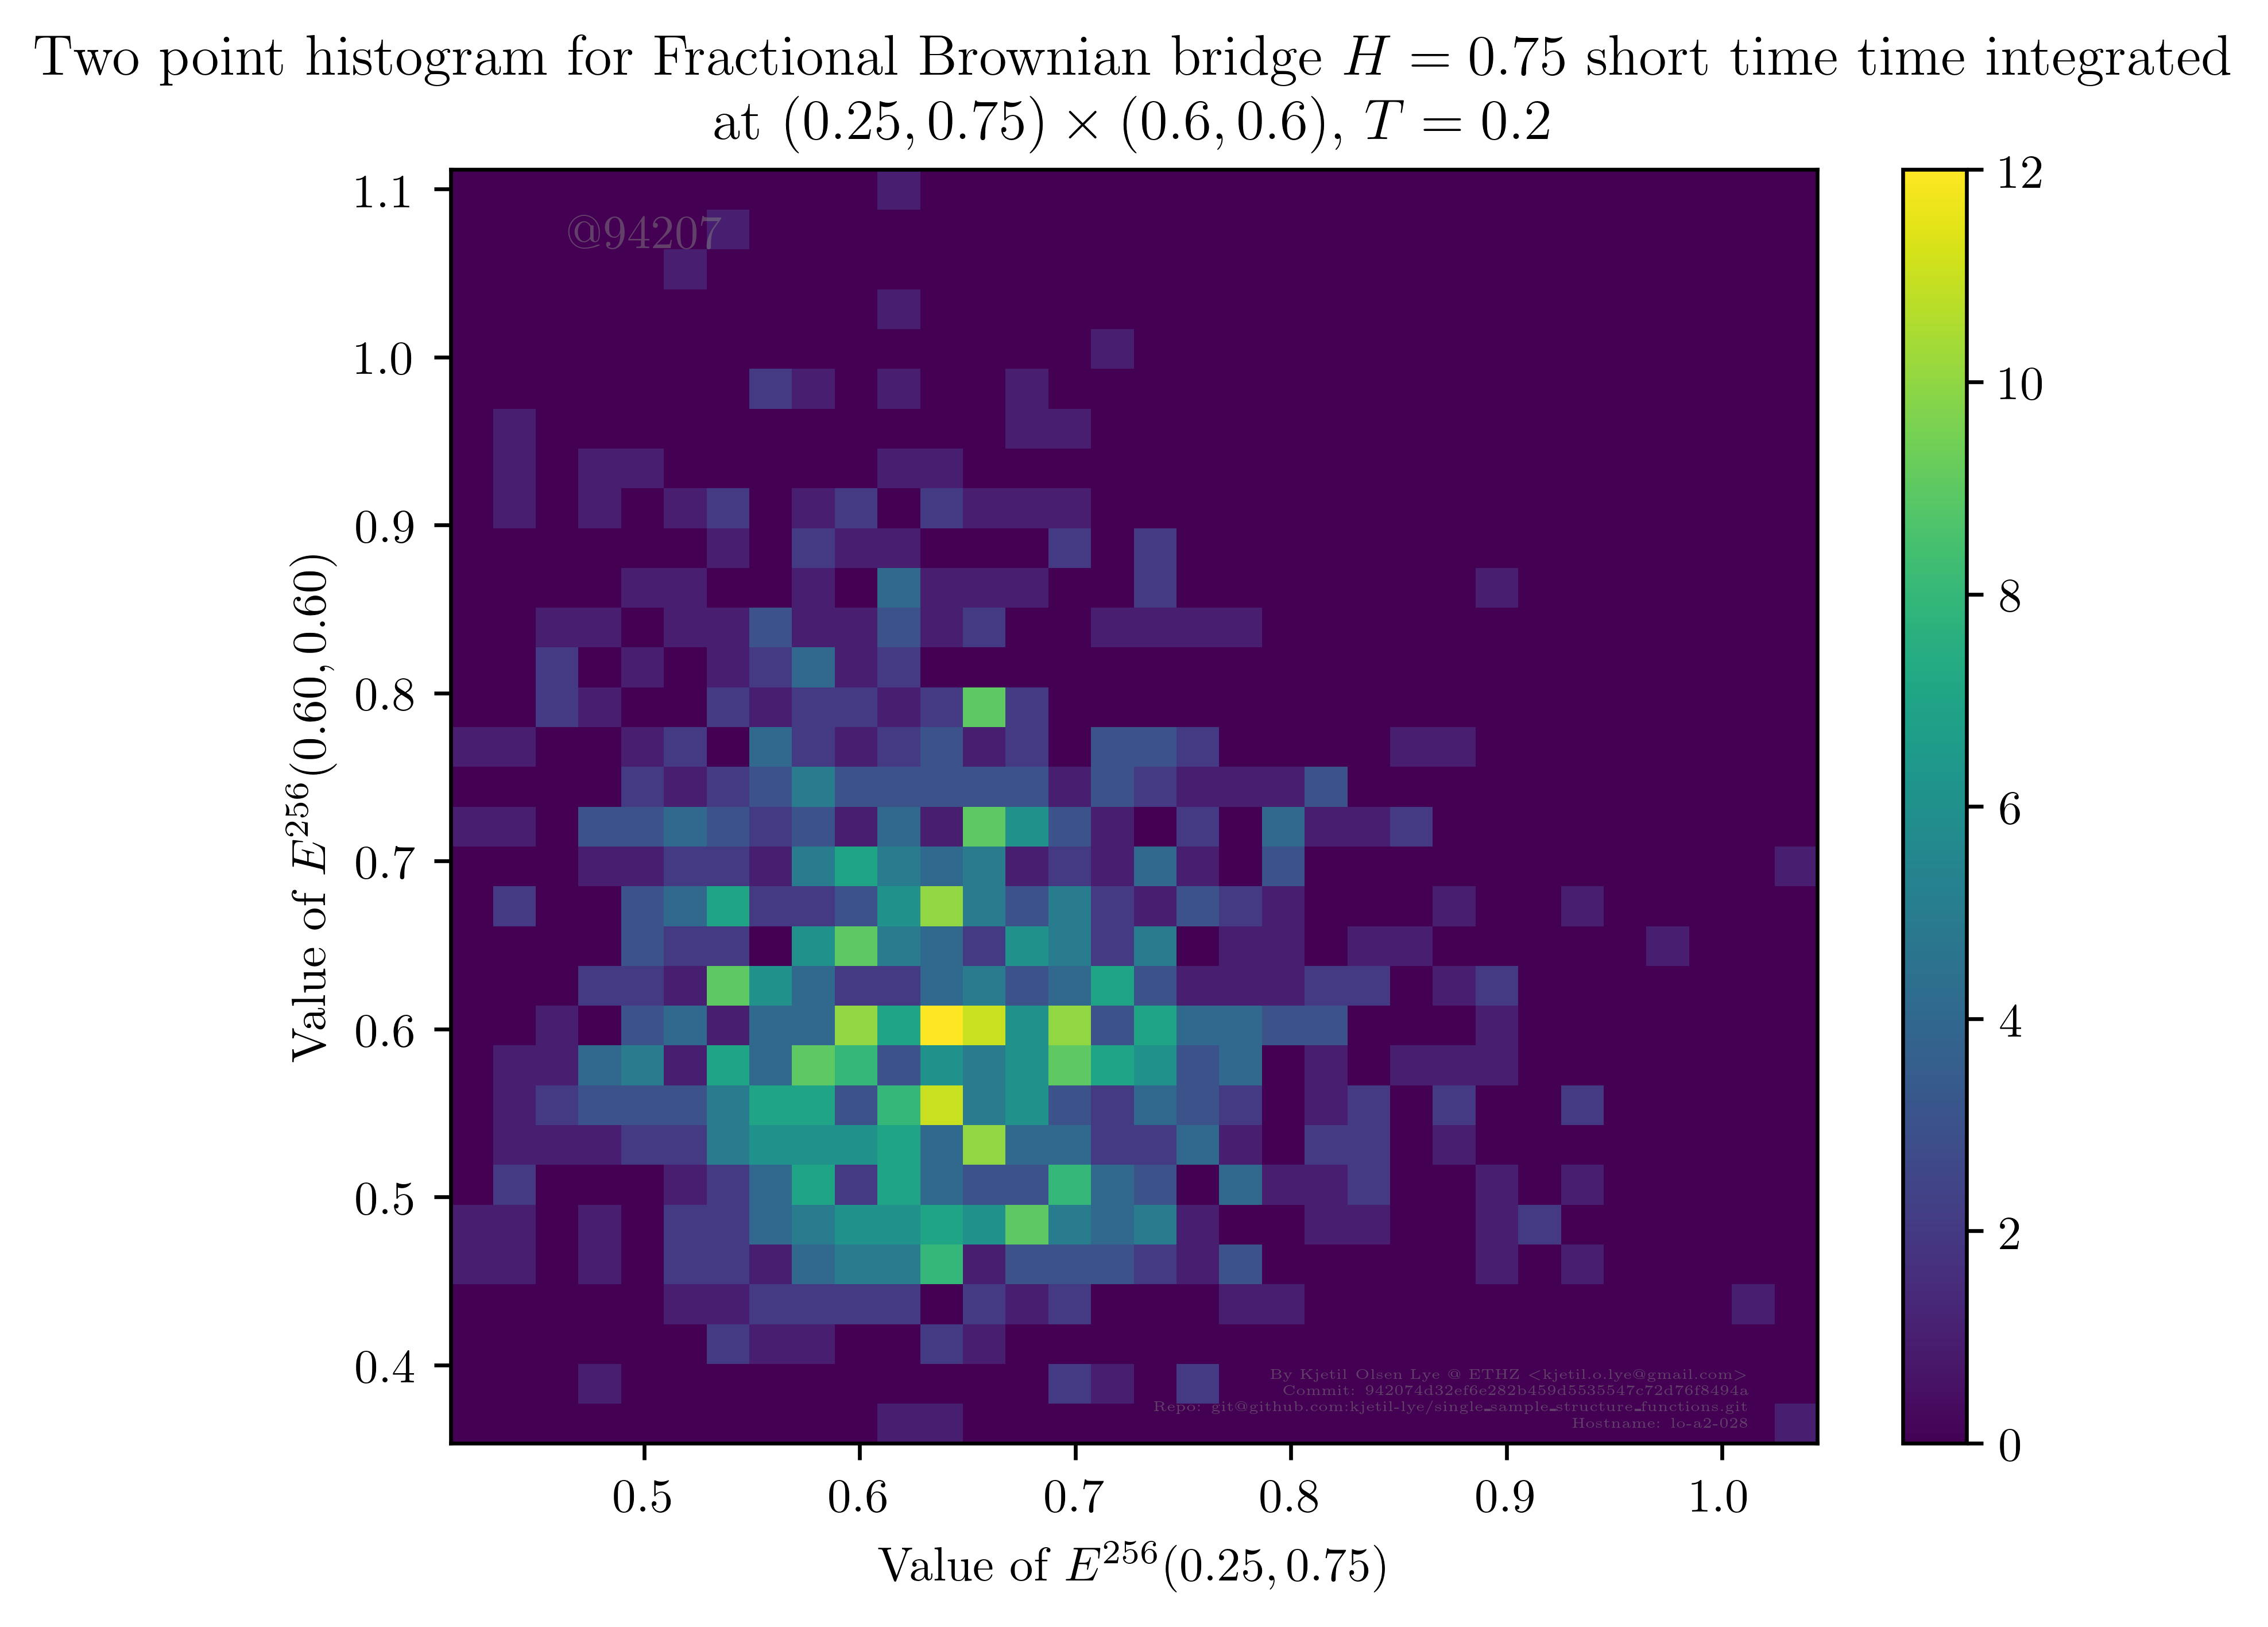 Two point histogram for Fractional Brownian bridge H = 0.75 short time time integrated
at (0.25, 0.75) × (0.6, 0.6), T = 0.2
@94207
1.1
1.0
0.9
0.8
0.7
0.6
0.5
0.4
Value of E^256(0.60, 0.60)
0.5 0.6 0.7 0.8 0.9 1.0
Value of E^256(0.25, 0.75)
12
10
8
6
4
2
0
By Kjetil Olsen Lye @ ETHZ <kjetil.o.lye@gmail.com>
Commit: 942074d32ef6e282b459d5535547c72d76f8494a
Repo: git@github.com:kjetil-lye/single_sample_structure_functions.git
Hostname: lo-a2-028